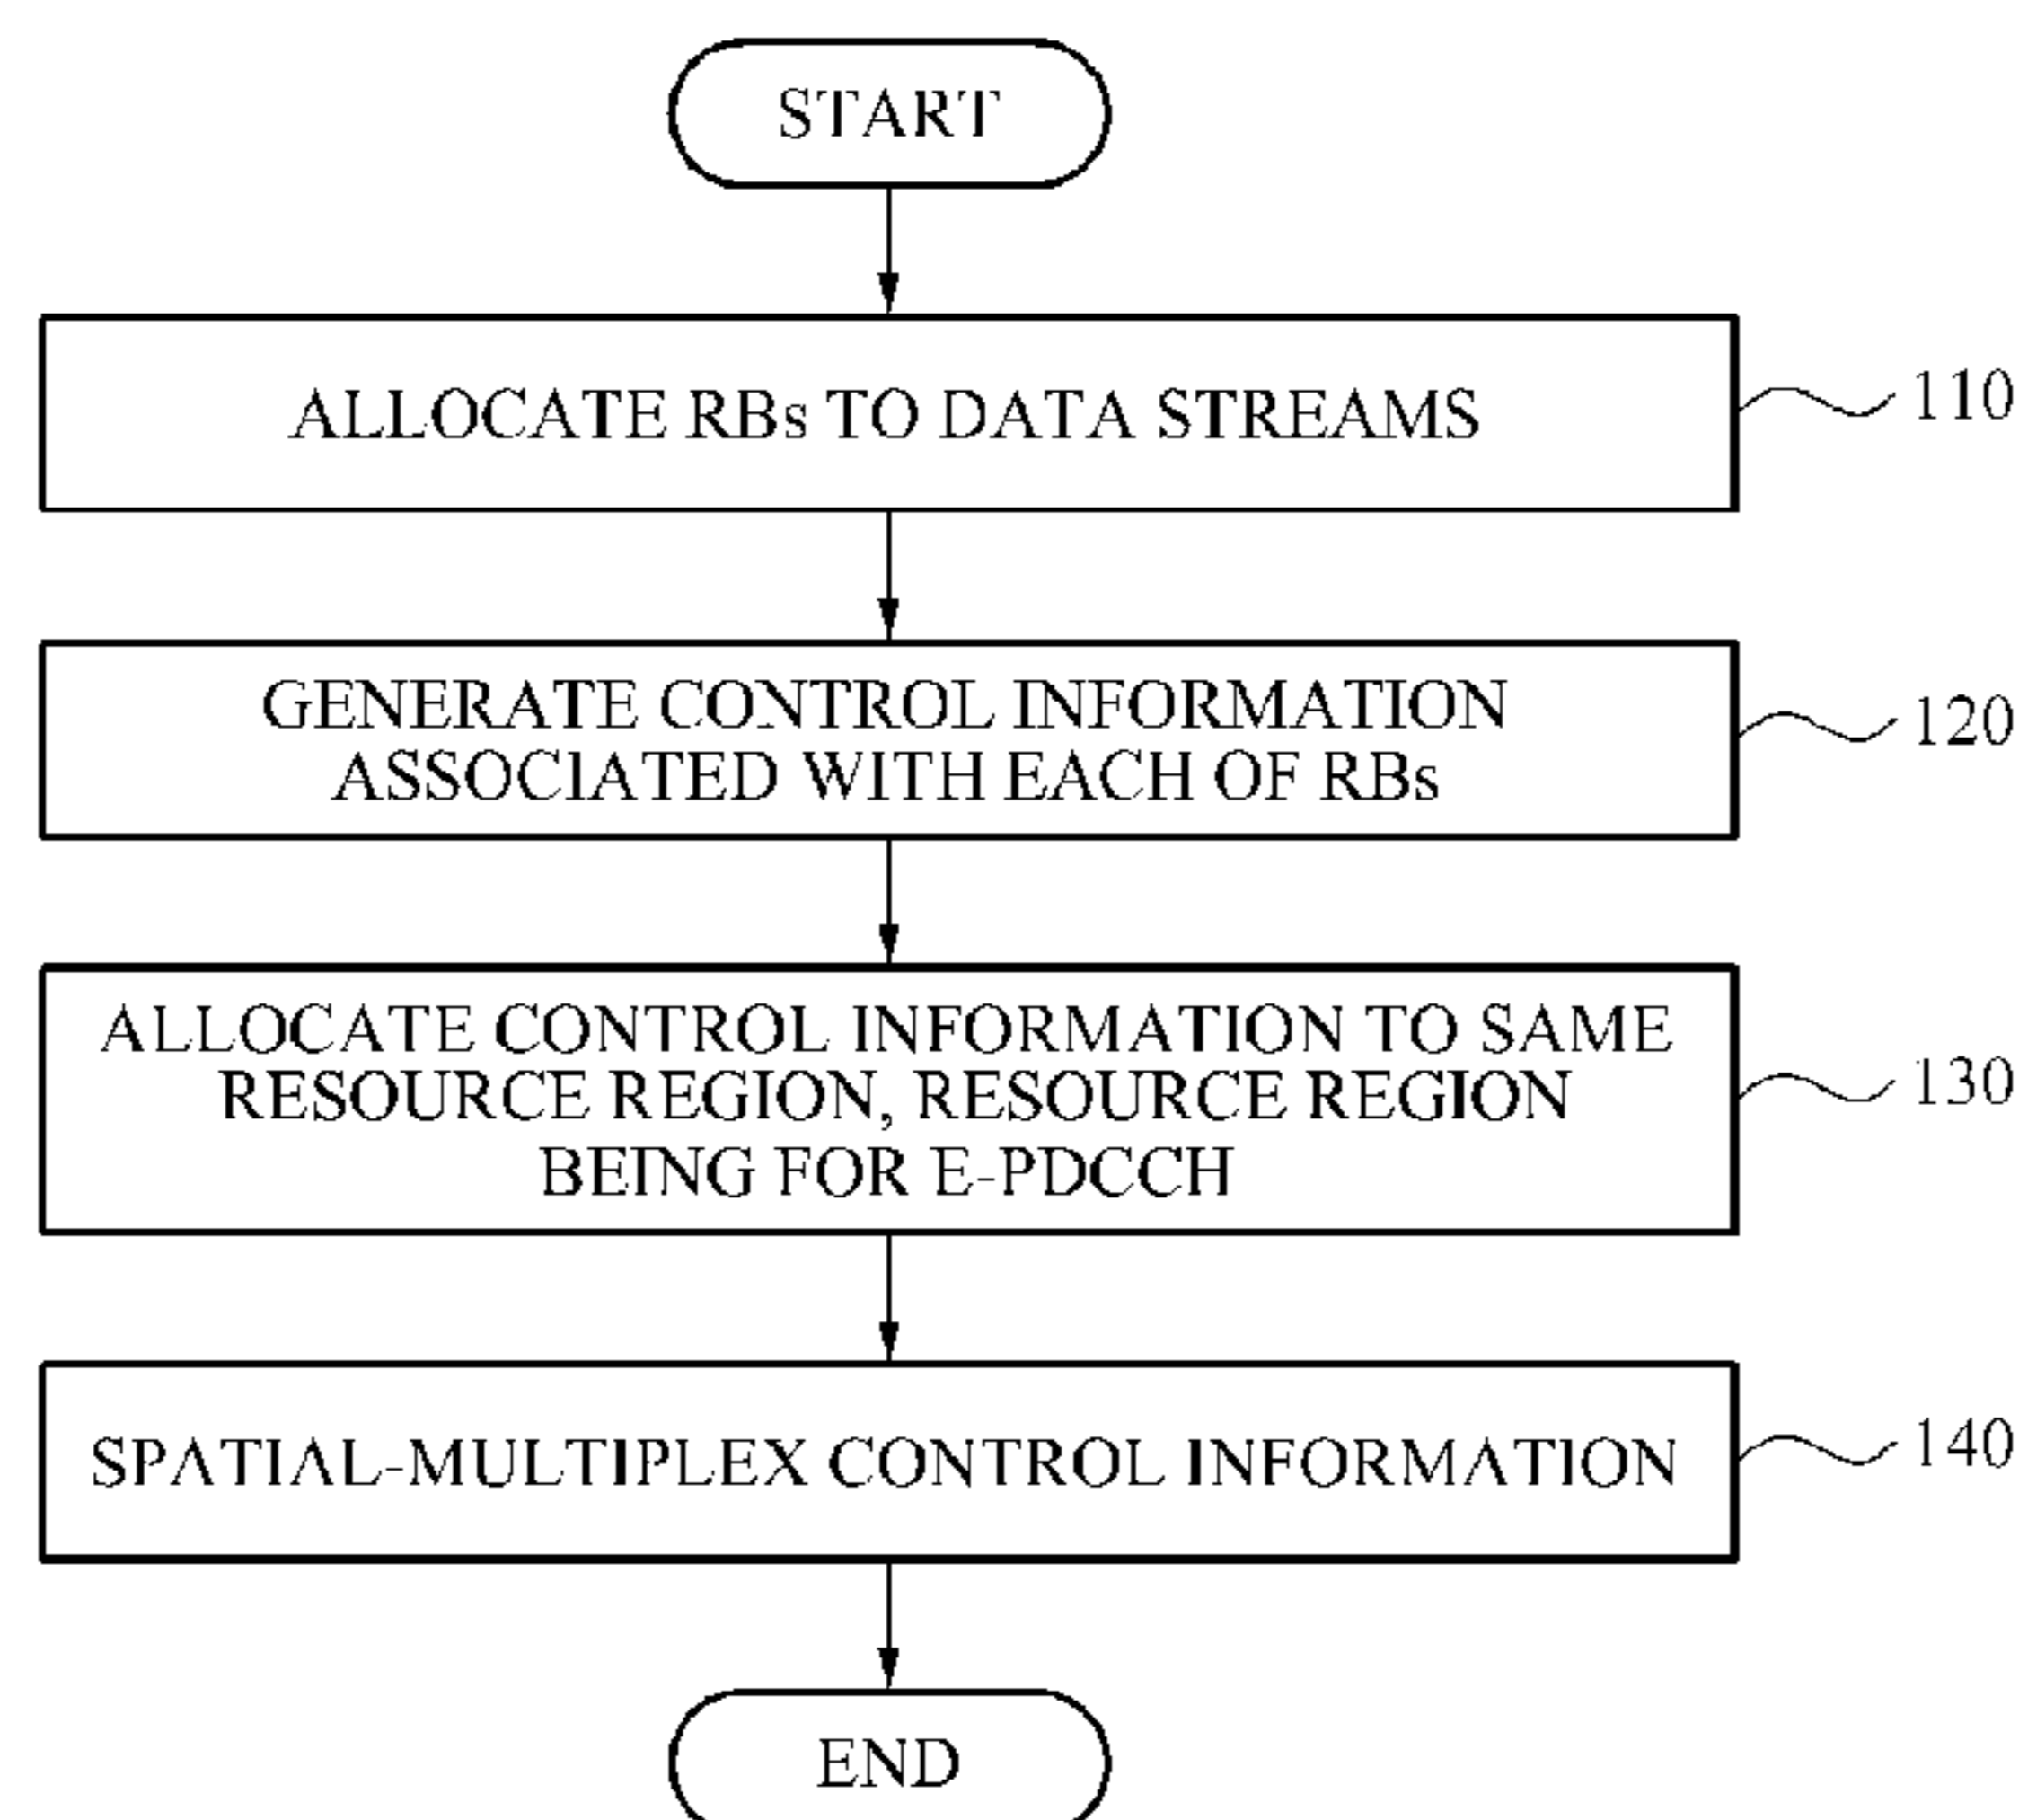 START
ALLOCATE RBs TO DATA STREAMS
110
GENERATE CONTROL INFORMATION
ASSOCIATED WITH EACH OF RBs
120
ALLOCATE CONTROL INFORMATION TO SAME
RESOURCE REGION, RESOURCE REGION
BEING FOR E-PDCCH
130
SPATIAL-MULTIPLEX CONTROL INFORMATION
140
END